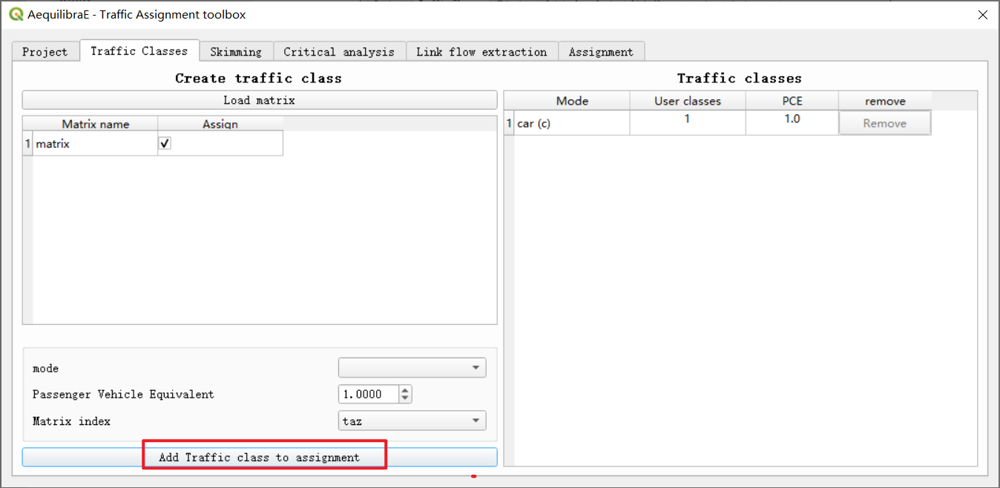 AequilibraE - Traffic Assignment toolbox
Project Traffic Classes Skimming Critical analysis Link flow extraction Assignment
Create traffic class
Load matrix
Matrix name Assign
1 matrix
mode
Passenger Vehicle Equivalent 1.0000
Matrix index taz
Add Traffic class to assignment
Traffic classes
Mode User classes PCE remove
1 car (c) 1 1.0 Remove